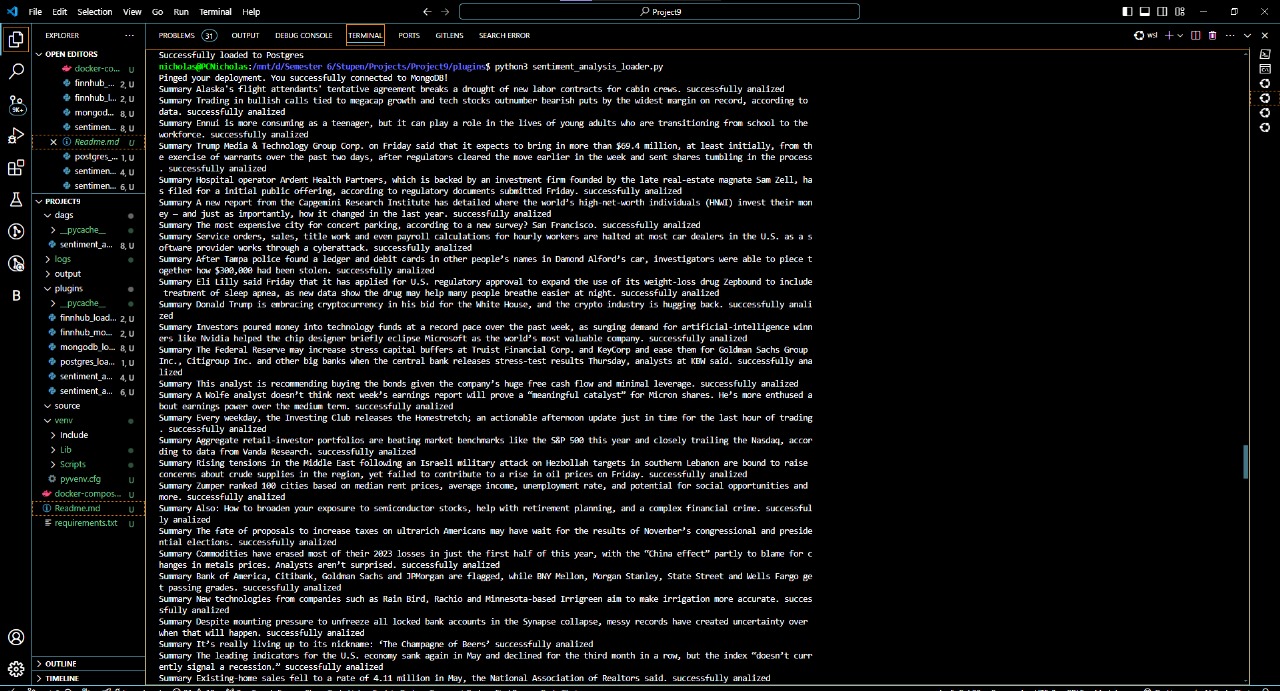 File Edit Selection View Go Run Terminal Help
Project9
EXPLORER
PROBLEMS 31 OUTPUT DEBUG CONSOLE TERMINAL PORTS GITLENS SEARCH ERROR
wsl
OPEN EDITORS
docker-co... U
finnhub_... 2, U
finnhub_l... 2, U
mongod... 8, U
sentimen... 8, U
Readme.md U
postgres_... 1, U
sentimen... 4, U
sentimen... 6, U
PROJECT9
dags
__pycache__
sentiment_a... 8, U
logs
output
plugins
__pycache__
finnhub_load... 2, U
finnhub_mo... 2, U
mongodb_lo... 8, U
postgres_loa... 1, U
sentiment_a... 4, U
sentiment_a... 6, U
source
venv
Include
Lib
Scripts
pyvenv.cfg U
docker-compos... U
Readme.md U
requirements.txt U
OUTLINE
TIMELINE
9K+
B
Successfully loaded to Postgres
nicholas@PCNicholas:/mnt/d/Semester 6/Stupen/Projects/Project9/plugins$ python3 sentiment_analysis_loader.py
Pinged your deployment. You successfully connected to MongoDB!
Summary Alaska's flight attendants' tentative agreement breaks a drought of new labor contracts for cabin crews. successfully analized
Summary Trading in bullish calls tied to megacap growth and tech stocks outnumber bearish puts by the widest margin on record, according to
data. successfully analized
Summary Ennui is more consuming as a teenager, but it can play a role in the lives of young adults who are transitioning from school to the
workforce. successfully analized
Summary Trump Media & Technology Group Corp. on Friday said that it expects to bring in more than $69.4 million, at least initially, from th
e exercise of warrants over the past two days, after regulators cleared the move earlier in the week and sent shares tumbling in the process
. successfully analized
Summary Hospital operator Ardent Health Partners, which is backed by an investment firm founded by the late real-estate magnate Sam Zell, ha
s filed for a initial public offering, according to regulatory documents submitted Friday. successfully analized
Summary A new report from the Capgemini Research Institute has detailed where the world’s high-net-worth individuals (HNWI) invest their mon
ey — and just as importantly, how it changed in the last year. successfully analized
Summary The most expensive city for concert parking, according to a new survey? San Francisco. successfully analized
Summary Service orders, sales, title work and even payroll calculations for hourly workers are halted at most car dealers in the U.S. as a s
oftware provider works through a cyberattack. successfully analized
Summary After Tampa police found a ledger and debit cards in other people’s names in Damond Alford’s car, investigators were able to piece t
ogether how $300,000 had been stolen. successfully analized
Summary Eli Lilly said Friday that it has applied for U.S. regulatory approval to expand the use of its weight-loss drug Zepbound to include
treatment of sleep apnea, as new data show the drug may help many people breathe easier at night. successfully analized
Summary Donald Trump is embracing cryptocurrency in his bid for the White House, and the crypto industry is hugging back. successfully anali
zed
Summary Investors poured money into technology funds at a record pace over the past week, as surging demand for artificial-intelligence winn
ers like Nvidia helped the chip designer briefly eclipse Microsoft as the world’s most valuable company. successfully analized
Summary The Federal Reserve may increase stress capital buffers at Truist Financial Corp. and KeyCorp and ease them for Goldman Sachs Group
Inc., Citigroup Inc. and other big banks when the central bank releases stress-test results Thursday, analysts at KBW said. successfully ana
lized
Summary This analyst is recommending buying the bonds given the company’s huge free cash flow and minimal leverage. successfully analized
Summary A Wolfe analyst doesn’t think next week’s earnings report will prove a “meaningful catalyst” for Micron shares. He’s more enthused a
bout earnings power over the medium term. successfully analized
Summary Every weekday, the Investing Club releases the Homestretch; an actionable afternoon update just in time for the last hour of trading
. successfully analized
Summary Aggregate retail-investor portfolios are beating market benchmarks like the S&P 500 this year and closely trailing the Nasdaq, accor
ding to data from Vanda Research. successfully analized
Summary Rising tensions in the Middle East following an Israeli military attack on Hezbollah targets in southern Lebanon are bound to raise
concerns about crude supplies in the region, yet failed to contribute to a rise in oil prices on Friday. successfully analized
Summary Zumper ranked 100 cities based on median rent prices, average income, unemployment rate, and potential for social opportunities and
more. successfully analized
Summary Also: How to broaden your exposure to semiconductor stocks, help with retirement planning, and a complex financial crime. successful
ly analized
Summary The fate of proposals to increase taxes on ultrarich Americans may have wait for the results of November’s congressional and preside
ntial elections. successfully analized
Summary Commodities have erased most of their 2023 losses in just the first half of this year, with the “China effect” partly to blame for c
hanges in metals prices. Analysts aren’t surprised. successfully analized
Summary Bank of America, Citibank, Goldman Sachs and JPMorgan are flagged, while BNY Mellon, Morgan Stanley, State Street and Wells Fargo ge
t passing grades. successfully analized
Summary New technologies from companies such as Rain Bird, Rachio and Minnesota-based Irrigreen aim to make irrigation more accurate. succes
sfully analized
Summary Despite mounting pressure to unfreeze all locked bank accounts in the Synapse collapse, messy records have created uncertainty over
when that will happen. successfully analized
Summary It’s really living up to its nickname: ‘The Champagne of Beers’ successfully analized
Summary The leading indicators for the U.S. economy sank again in May and declined for the third month in a row, but the index “doesn’t curr
ently signal a recession.” successfully analized
Summary Existing-home sales fell to a rate of 4.11 million in May, the National Association of Realtors said. successfully analized